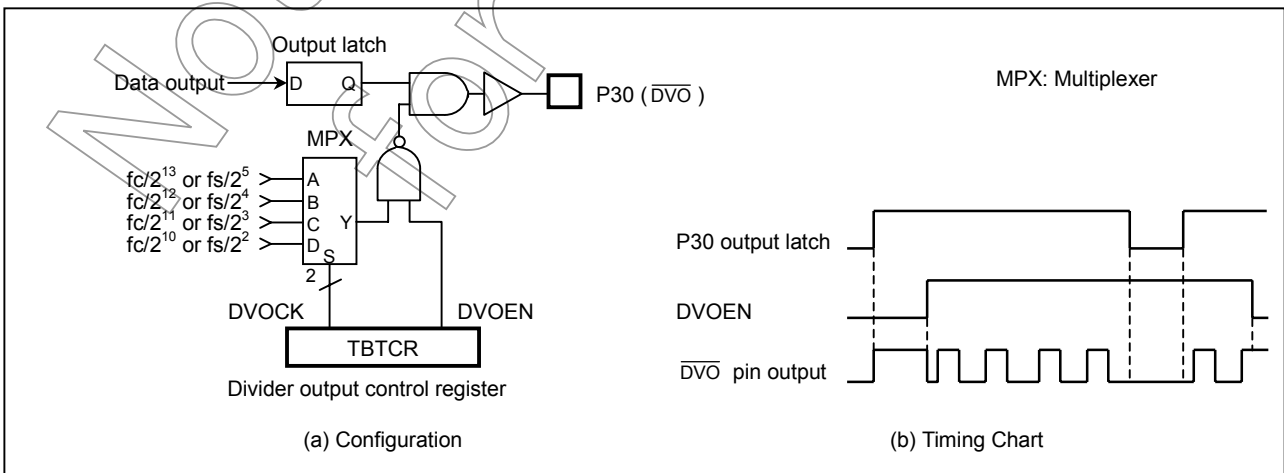 Output latch
Data output
D Q
P30 ( DVO )
MPX: Multiplexer
MPX
fc/2^13 or fs/2^5
fc/2^12 or fs/2^4
fc/2^11 or fs/2^3
fc/2^10 or fs/2^2
A
B
C
D
Y
S
2
DVOCK
DVOEN
TBTCR
Divider output control register
(a) Configuration
P30 output latch
DVOEN
DVO pin output
(b) Timing Chart
No
for